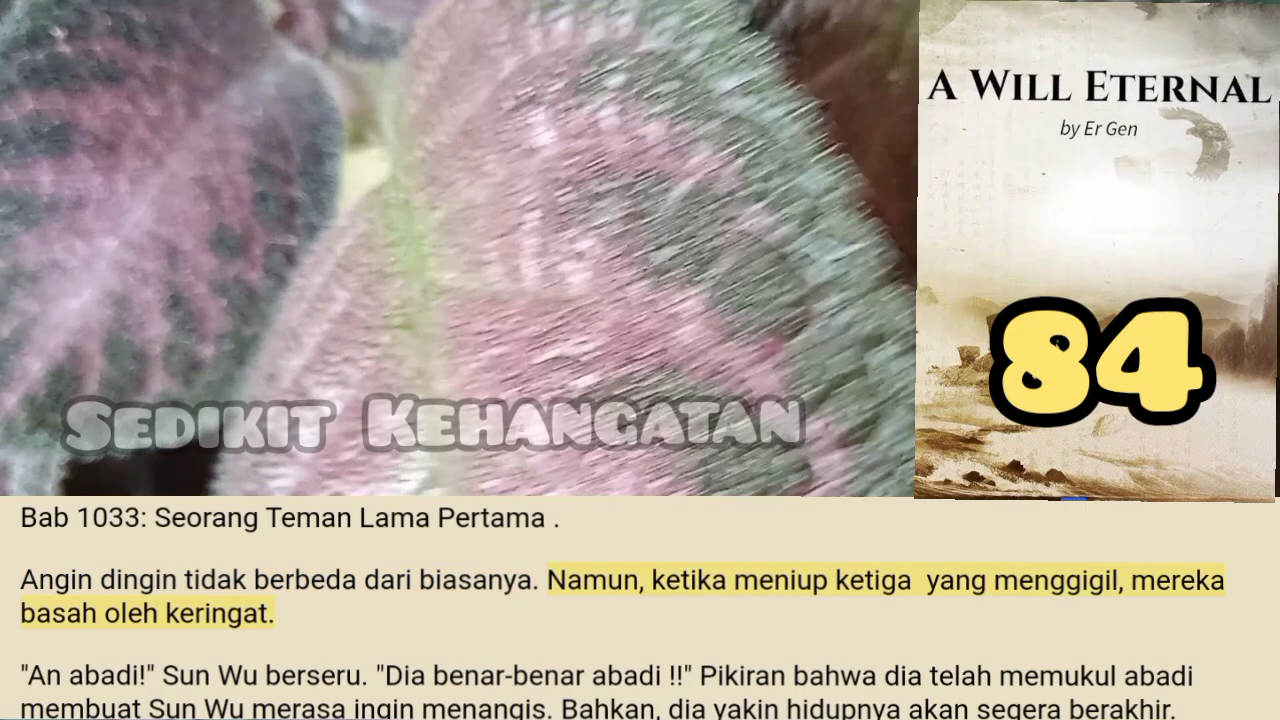 A WILL ETERNAL
by Er Gen
84
SEDIKIT KEHANGATAN
Bab 1033: Seorang Teman Lama Pertama .
Angin dingin tidak berbeda dari biasanya. Namun, ketika meniup ketiga  yang menggigil, mereka
basah oleh keringat.
"An abadi!" Sun Wu berseru. "Dia benar-benar abadi !!" Pikiran bahwa dia telah memukul abadi
membuat Sun Wu merasa ingin menangis. Bahkan, dia yakin hidupnya akan segera berakhir.